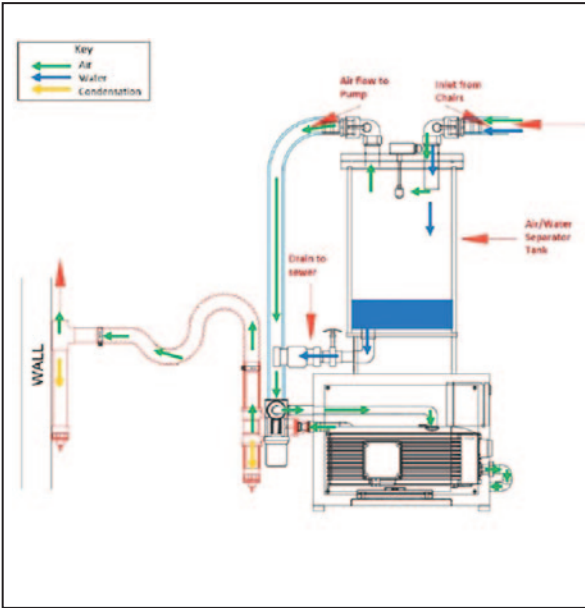 Key
Air
Water
Condensation
Air flow to
Pump
Inlet from
Chairs
Air/Water
Separator
Tank
Drain to
sewer
WALL